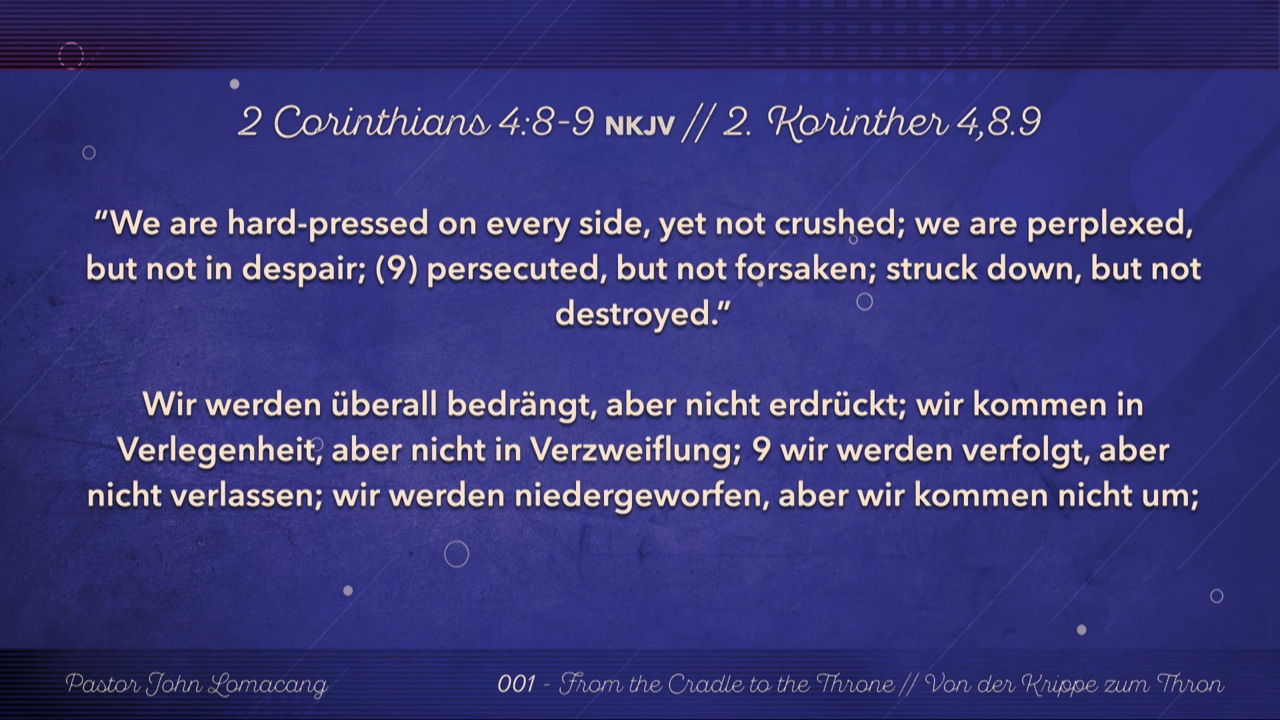 2 Corinthians 4:8-9 NKJV // 2. Korinther 4,8.9
“We are hard-pressed on every side, yet not crushed; we are perplexed,
but not in despair; (9) persecuted, but not forsaken; struck down, but not
destroyed.”
Wir werden überall bedrängt, aber nicht erdrückt; wir kommen in
Verlegenheit, aber nicht in Verzweiflung; 9 wir werden verfolgt, aber
nicht verlassen; wir werden niedergeworfen, aber wir kommen nicht um;
Pastor John Lomacang
001 - From the Cradle to the Throne // Von der Krippe zum Thron